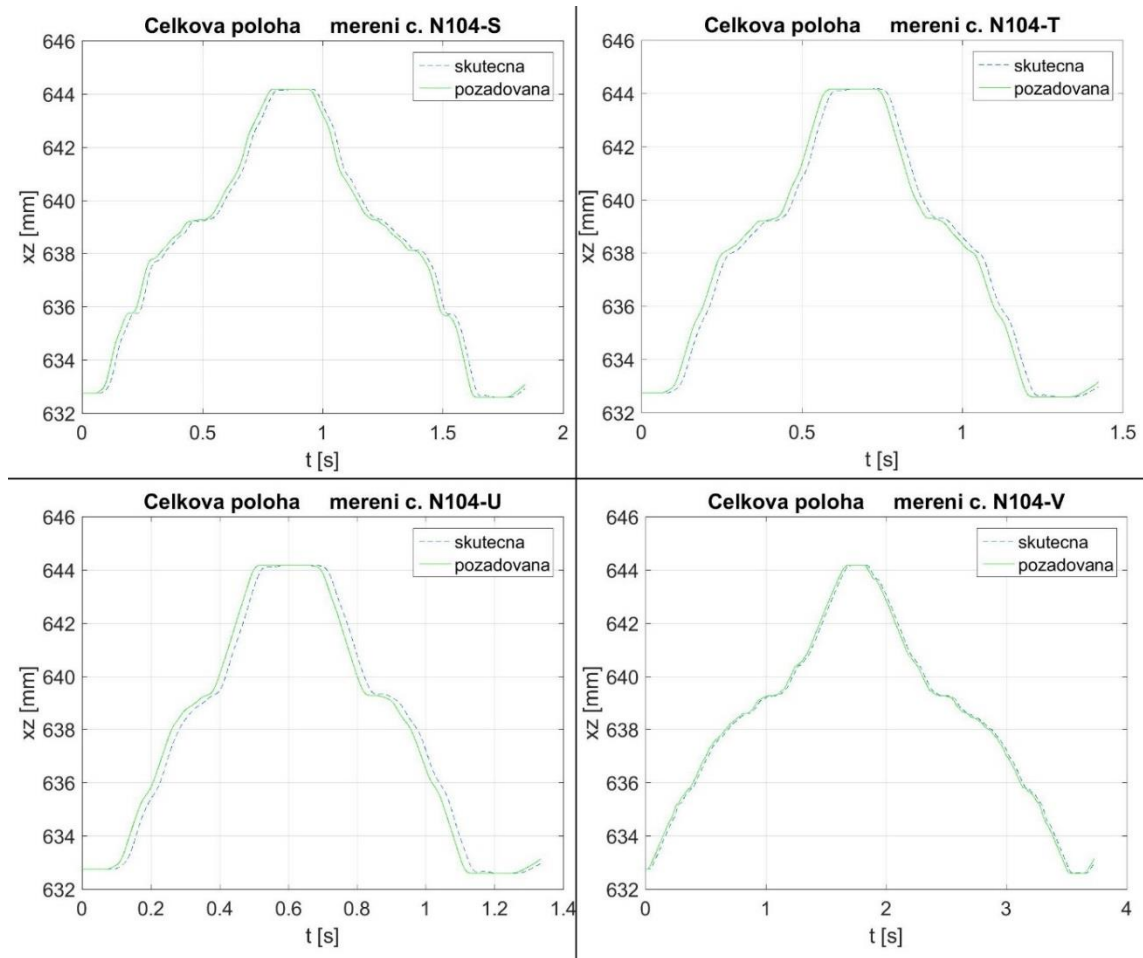 Celkova poloha mereni c. N104-S
646
644
642
640
638
636
634
632
xz [mm]
skutecna
pozadovana
0 0.5 1 1.5 2
t [s]
Celkova poloha mereni c. N104-T
646
644
642
640
638
636
634
632
xz [mm]
skutecna
pozadovana
0 0.5 1 1.5
t [s]
Celkova poloha mereni c. N104-U
646
644
642
640
638
636
634
632
xz [mm]
skutecna
pozadovana
0 0.2 0.4 0.6 0.8 1 1.2 1.4
t [s]
Celkova poloha mereni c. N104-V
646
644
642
640
638
636
634
632
xz [mm]
skutecna
pozadovana
0 1 2 3 4
t [s]